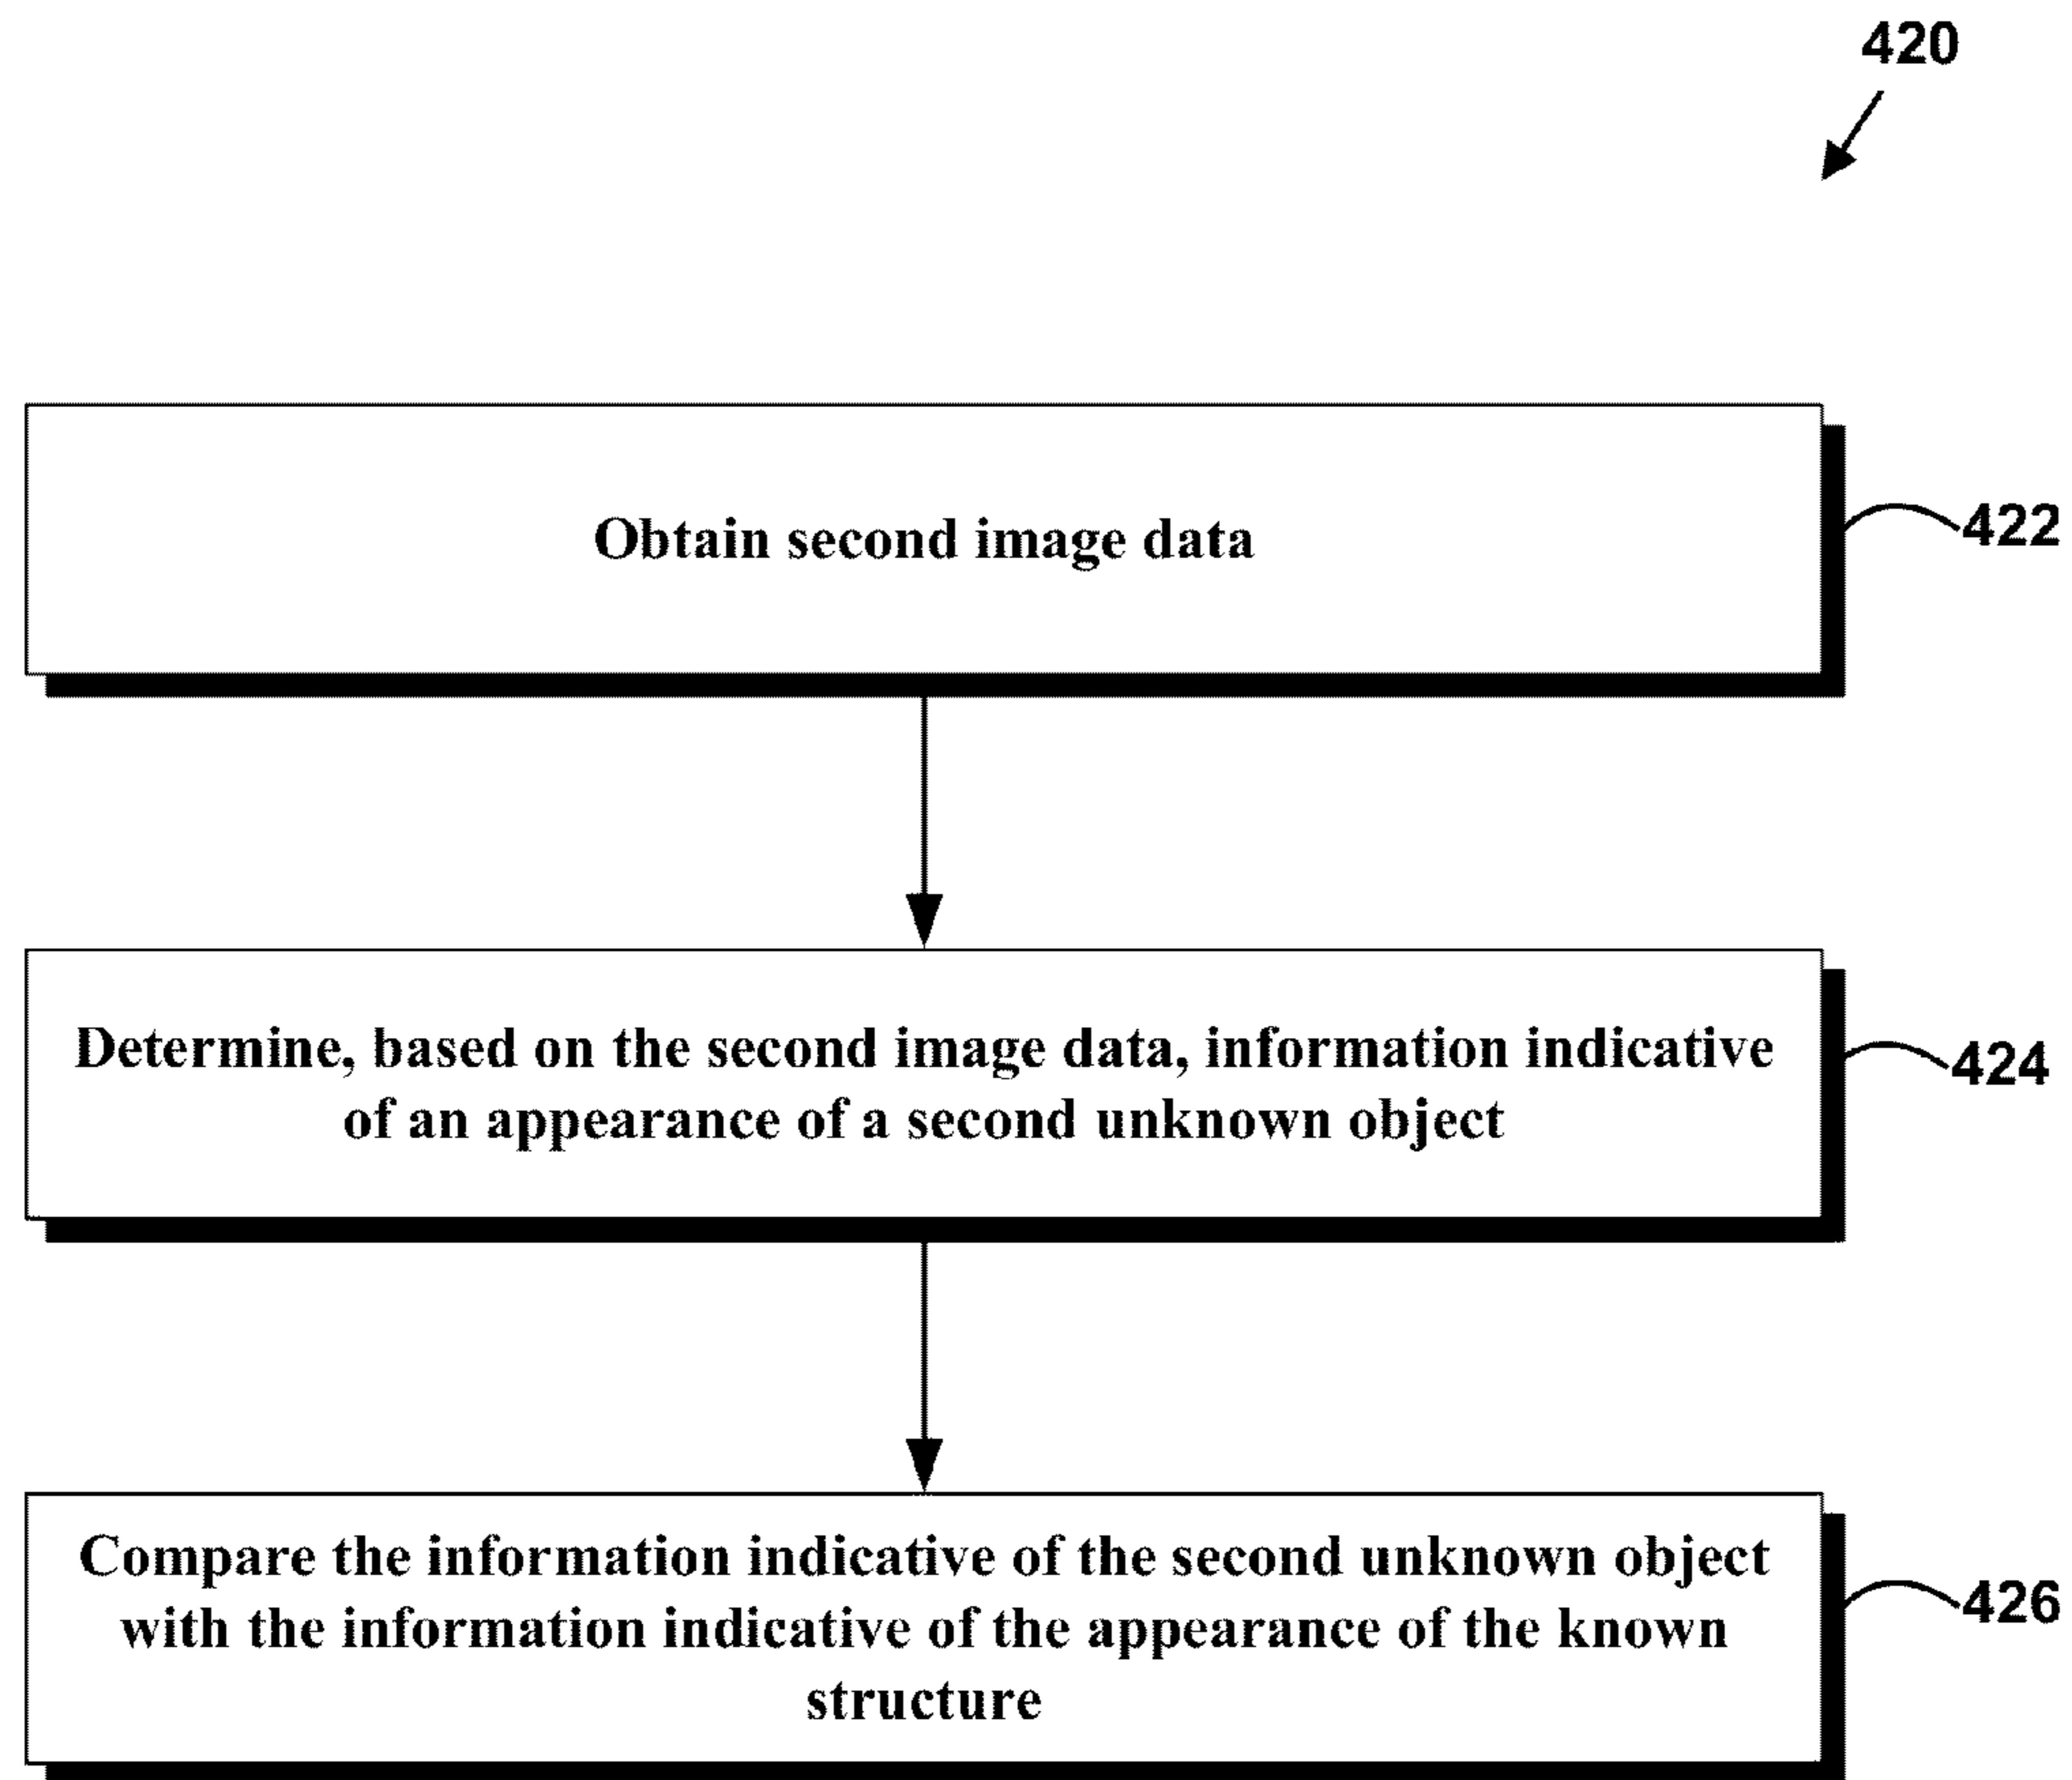 420
Obtain second image data
422
Determine, based on the second image data, information indicative
of an appearance of a second unknown object
424
Compare the information indicative of the second unknown object
with the information indicative of the appearance of the known
structure
426